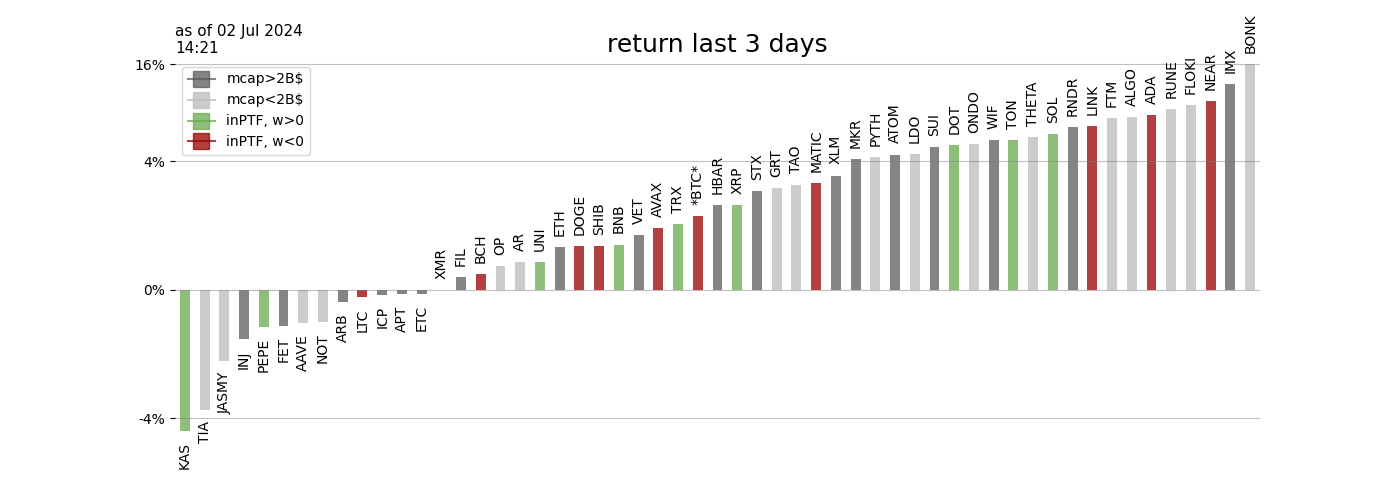 as of 02 Jul 2024
14:21
return last 3 days
16%
4%
0%
-4%
mcap>2B$
mcap<2B$
inPTF, w>0
inPTF, w<0
KAS
TIA
JASMY
INJ
PEPE
FET
AAVE
NOT
ARB
LTC
ICP
APT
ETC
XMR
FIL
BCH
OP
AR
UNI
ETH
DOGE
SHIB
BNB
VET
AVAX
TRX
*BTC*
HBAR
XRP
STX
GRT
TAO
MATIC
XLM
MKR
PYTH
ATOM
LDO
SUI
DOT
ONDO
WIF
TON
THETA
SOL
RNDR
LINK
FTM
ALGO
ADA
RUNE
FLOKI
NEAR
IMX
BONK